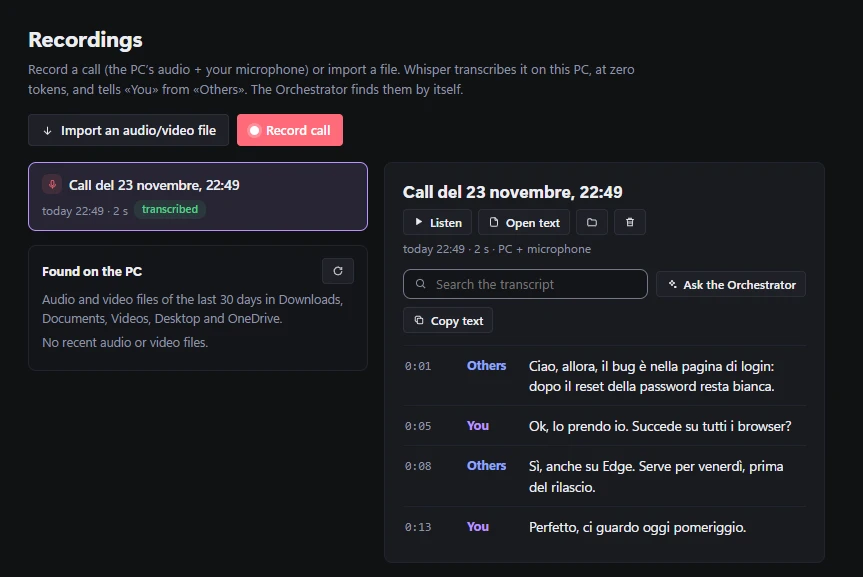 Recordings
Record a call (the PC's audio + your microphone) or import a file. Whisper transcribes it on this PC, at zero
tokens, and tells «You» from «Others». The Orchestrator finds them by itself.
Import an audio/video file
Record call
Call del 23 novembre, 22:49
today 22:49 · 2 s transcribed
Found on the PC
Audio and video files of the last 30 days in Downloads,
Documents, Videos, Desktop and OneDrive.
No recent audio or video files.
Call del 23 novembre, 22:49
Listen
Open text
today 22:49 · 2 s · PC + microphone
Search the transcript
Ask the Orchestrator
Copy text
0:01 Others Ciao, allora, il bug è nella pagina di login:
dopo il reset della password resta bianca.
0:05 You Ok, lo prendo io. Succede su tutti i browser?
0:08 Others Sì, anche su Edge. Serve per venerdì, prima
del rilascio.
0:13 You Perfetto, ci guardo oggi pomeriggio.